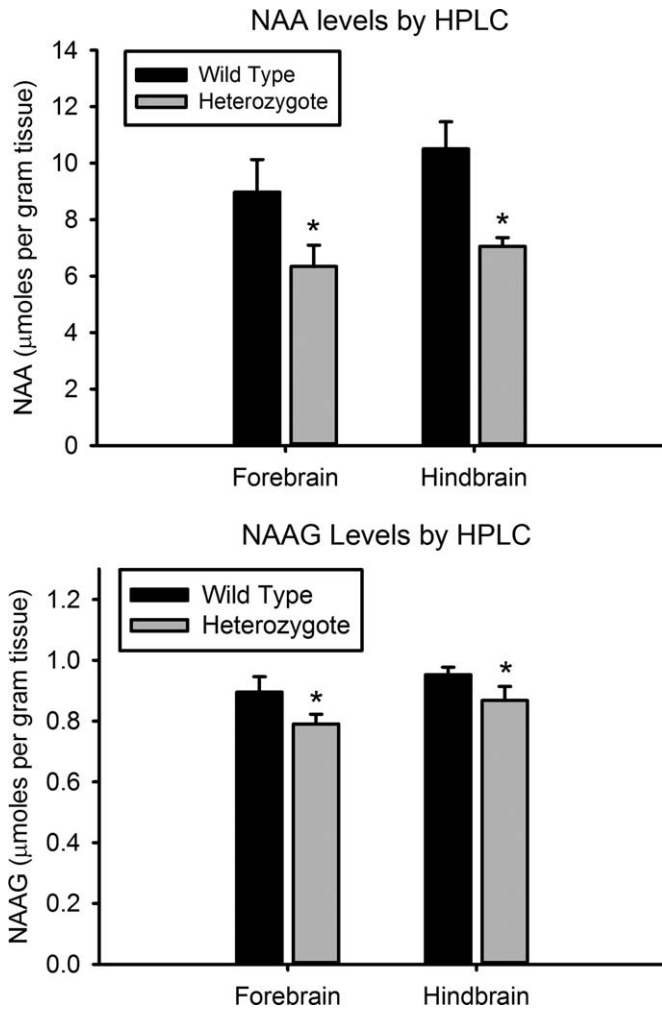 NAA levels by HPLC
14
12
10
8
6
4
2
0
NAA (μmoles per gram tissue)
Wild Type
Heterozygote
*
*
Forebrain Hindbrain
NAAG Levels by HPLC
1.2
1.0
0.8
0.6
0.4
0.2
0.0
NAAG (μmoles per gram tissue)
Wild Type
Heterozygote
*
*
Forebrain Hindbrain